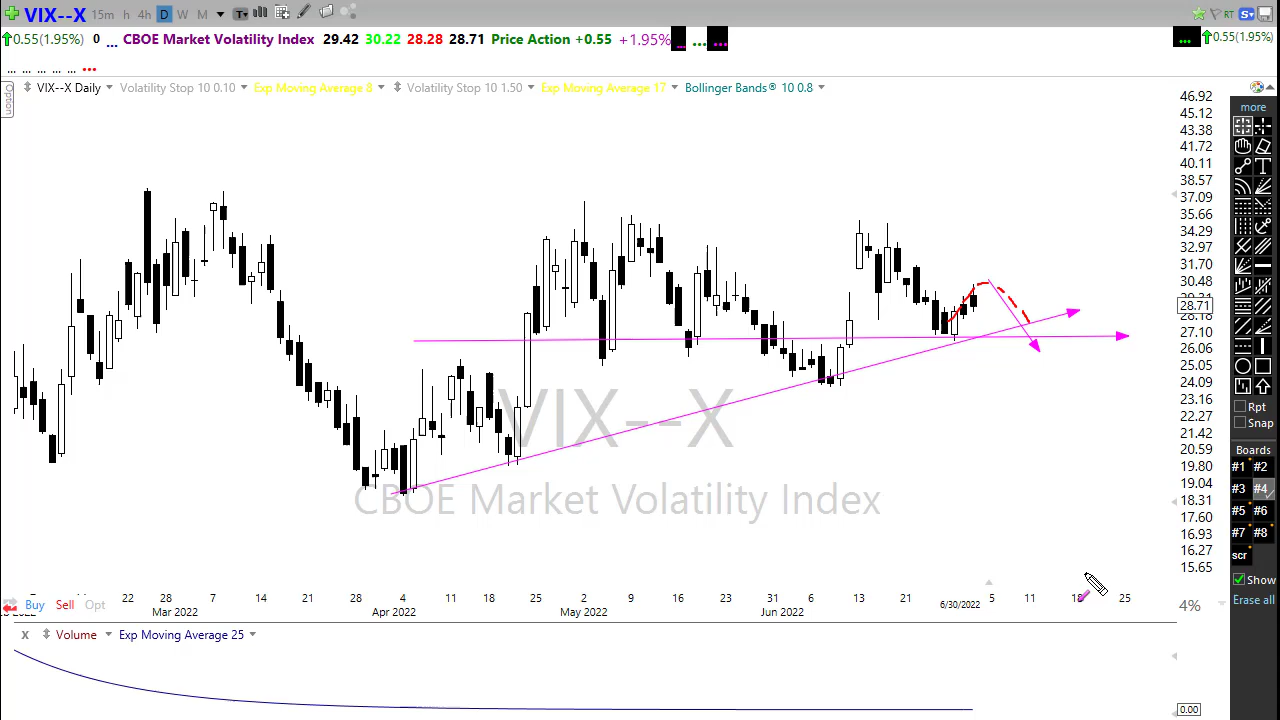 VIX--X 15m h 4h D W M T RT S
0.55(1.95%) 0 ... CBOE Market Volatility Index 29.42 30.22 28.28 28.71 Price Action +0.55 +1.95% ... ... ... ... 0.55(1.95%)
... ... ... ... ... ...
Option
VIX--X Daily Volatility Stop 10 0.10 Exp Moving Average 8 Volatility Stop 10 1.50 Exp Moving Average 17 Bollinger Bands® 10 0.8
46.92
45.12
43.38
41.72
40.11
38.57
37.09
35.66
34.29
32.97
31.70
30.48
28.71
28.18
27.10
26.06
25.05
24.09
23.16
22.27
21.42
20.59
19.80
19.04
18.31
17.60
16.93
16.27
15.65
VIX--X
CBOE Market Volatility Index
more
Rpt
Snap
Boards
#1 #2
#3 #4
#5 #6
#7 #8
scr
Show
Erase all
22 28 7 14 21 28 4 11 18 25 2 9 16 23 31 6 13 21 5 11 18 25
Mar 2022 Apr 2022 May 2022 Jun 2022 6/30/2022
Buy Sell Opt
4%
x Volume Exp Moving Average 25
0.00